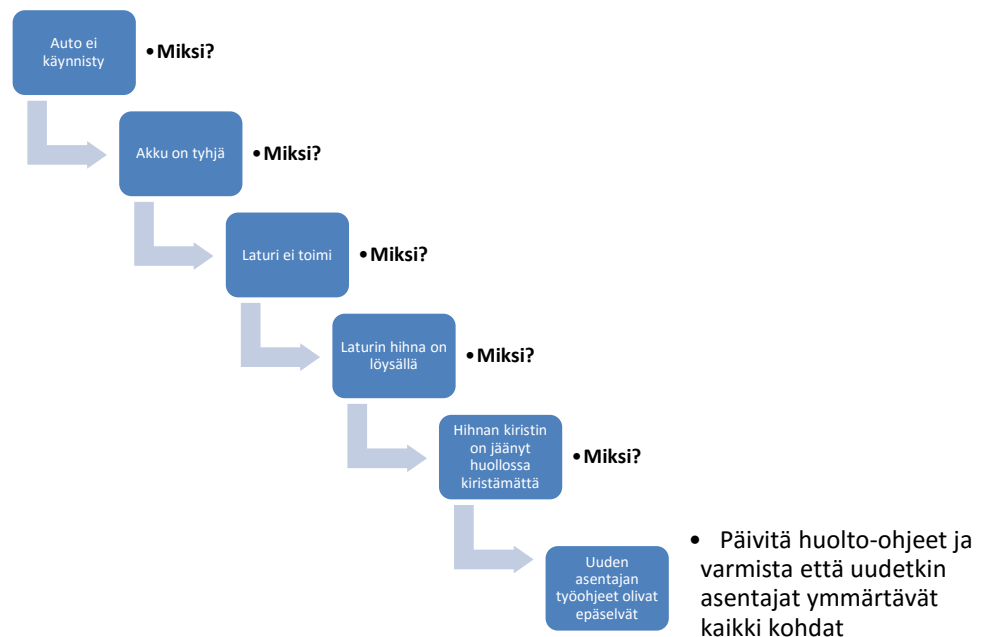 Auto ei
käynnisty
• Miksi?
Akku on tyhjä
• Miksi?
Laturi ei toimi
• Miksi?
Laturin hihna on
löysällä
• Miksi?
Hihnan kiristin
on jäänyt
huollossa
kiristämättä
• Miksi?
Uuden
asentajan
työohjeet olivat
epäselvät
• Päivitä huolto-ohjeet ja
varmista että uudetkin
asentajat ymmärtävät
kaikki kohdat